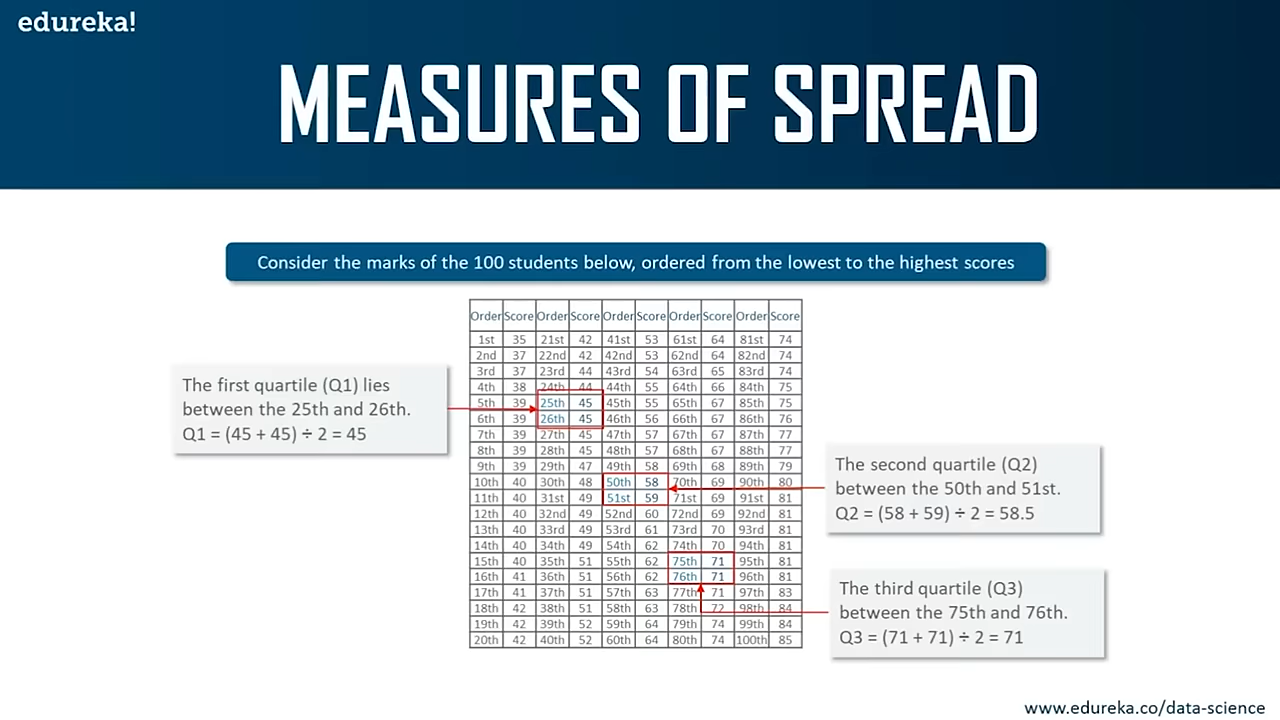 edureka!
MEASURES OF SPREAD
Consider the marks of the 100 students below, ordered from the lowest to the highest scores
Order Score Order Score Order Score Order Score Order Score
1st 35 21st 42 41st 53 61st 64 81st 74
2nd 37 22nd 42 42nd 53 62nd 64 82nd 74
3rd 37 23rd 44 43rd 54 63rd 65 83rd 74
4th 38 24th 44 44th 55 64th 66 84th 75
5th 39 25th 45 45th 55 65th 67 85th 75
6th 39 26th 45 46th 56 66th 67 86th 76
7th 39 27th 45 47th 57 67th 67 87th 77
8th 39 28th 45 48th 57 68th 67 88th 77
9th 39 29th 47 49th 58 69th 68 89th 79
10th 40 30th 48 50th 58 70th 69 90th 80
11th 40 31st 49 51st 59 71st 69 91st 81
12th 40 32nd 49 52nd 60 72nd 69 92nd 81
13th 40 33rd 49 53rd 61 73rd 70 93rd 81
14th 40 34th 49 54th 62 74th 70 94th 81
15th 40 35th 51 55th 62 75th 71 95th 81
16th 41 36th 51 56th 62 76th 71 96th 81
17th 41 37th 51 57th 63 77th 71 97th 83
18th 42 38th 51 58th 63 78th 72 98th 84
19th 42 39th 52 59th 64 79th 74 99th 84
20th 42 40th 52 60th 64 80th 74 100th 85
The first quartile (Q1) lies
between the 25th and 26th.
Q1 = (45 + 45) ÷ 2 = 45
The second quartile (Q2)
between the 50th and 51st.
Q2 = (58 + 59) ÷ 2 = 58.5
The third quartile (Q3)
between the 75th and 76th.
Q3 = (71 + 71) ÷ 2 = 71
www.edureka.co/data-science